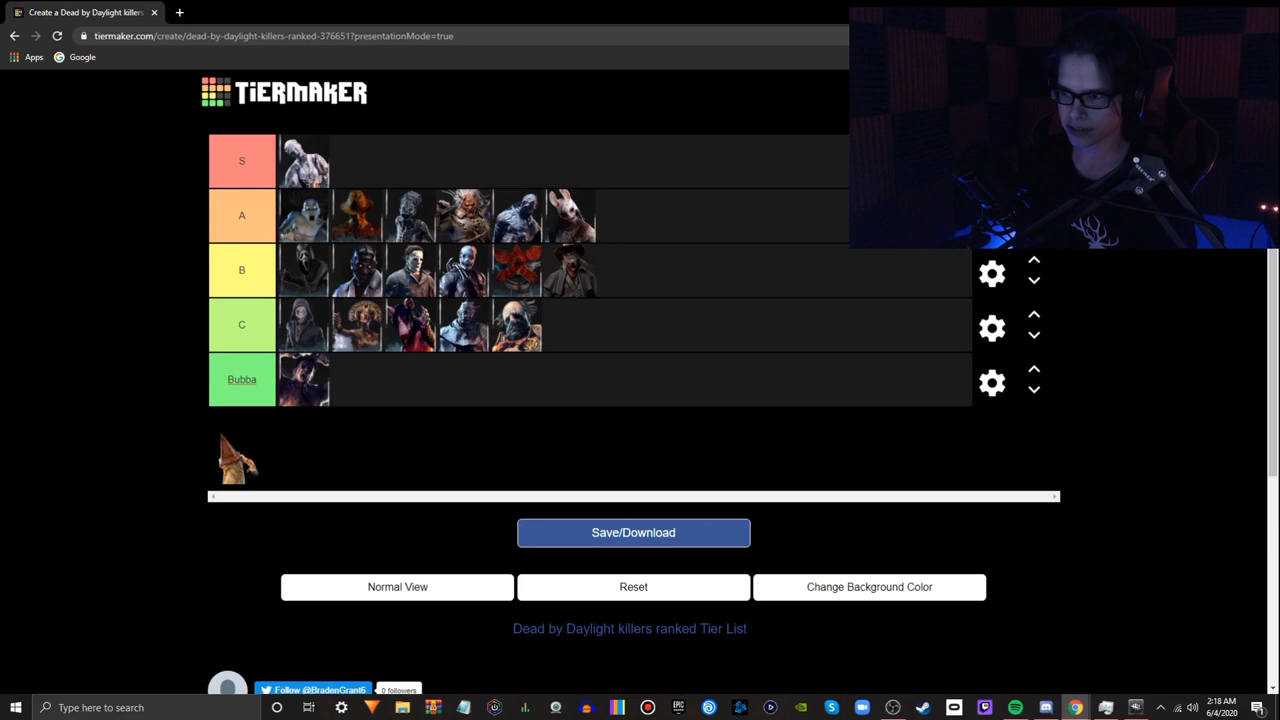 Create a Dead by Daylight killers
tiermaker.com/create/dead-by-daylight-killers-ranked-376651?presentationMode=true
Apps Google
TIERMAKER
S
A
B
C
Bubba
Save/Download
Normal View Reset Change Background Color
Dead by Daylight killers ranked Tier List
Follow @BradenGrant6 0 followers
Type here to search
EPIC
2:18 AM
6/4/2020